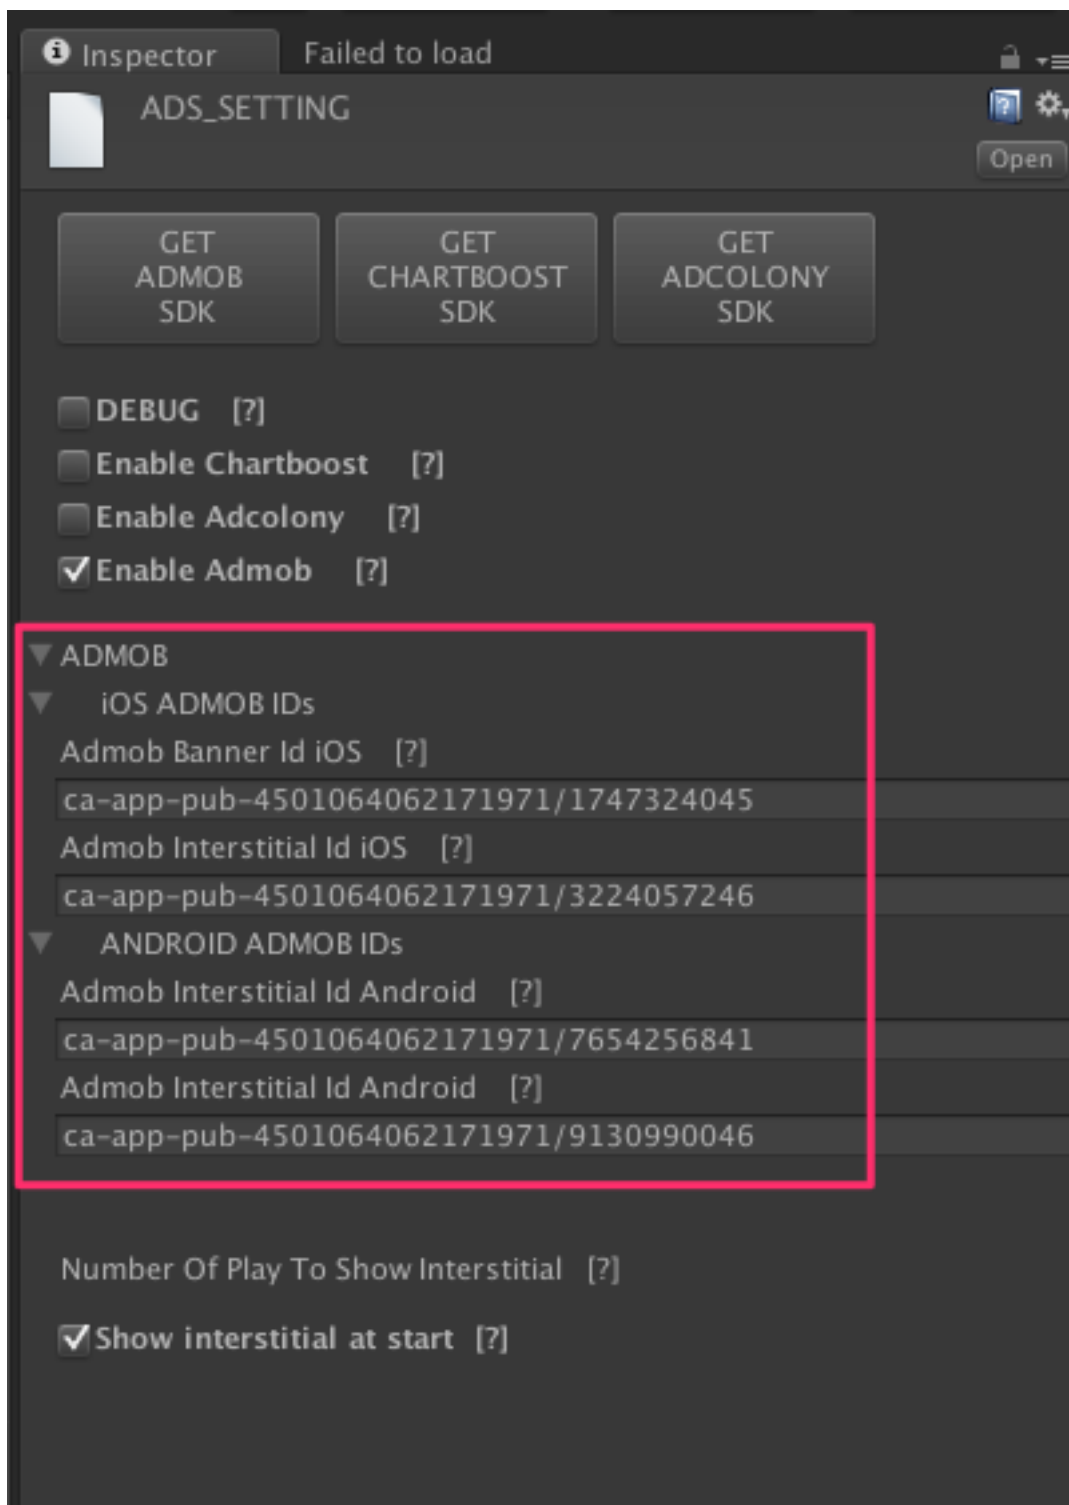 Inspector Failed to load
ADS_SETTING
Open
GET ADMOB SDK
GET CHARTBOOST SDK
GET ADCOLONY SDK
DEBUG [?]
Enable Chartboost [?]
Enable Adcolony [?]
Enable Admob [?]
ADMOB
iOS ADMOB IDs
Admob Banner Id iOS [?]
ca-app-pub-4501064062171971/1747324045
Admob Interstitial Id iOS [?]
ca-app-pub-4501064062171971/3224057246
ANDROID ADMOB IDs
Admob Interstitial Id Android [?]
ca-app-pub-4501064062171971/7654256841
Admob Interstitial Id Android [?]
ca-app-pub-4501064062171971/9130990046
Number Of Play To Show Interstitial [?]
Show interstitial at start [?]